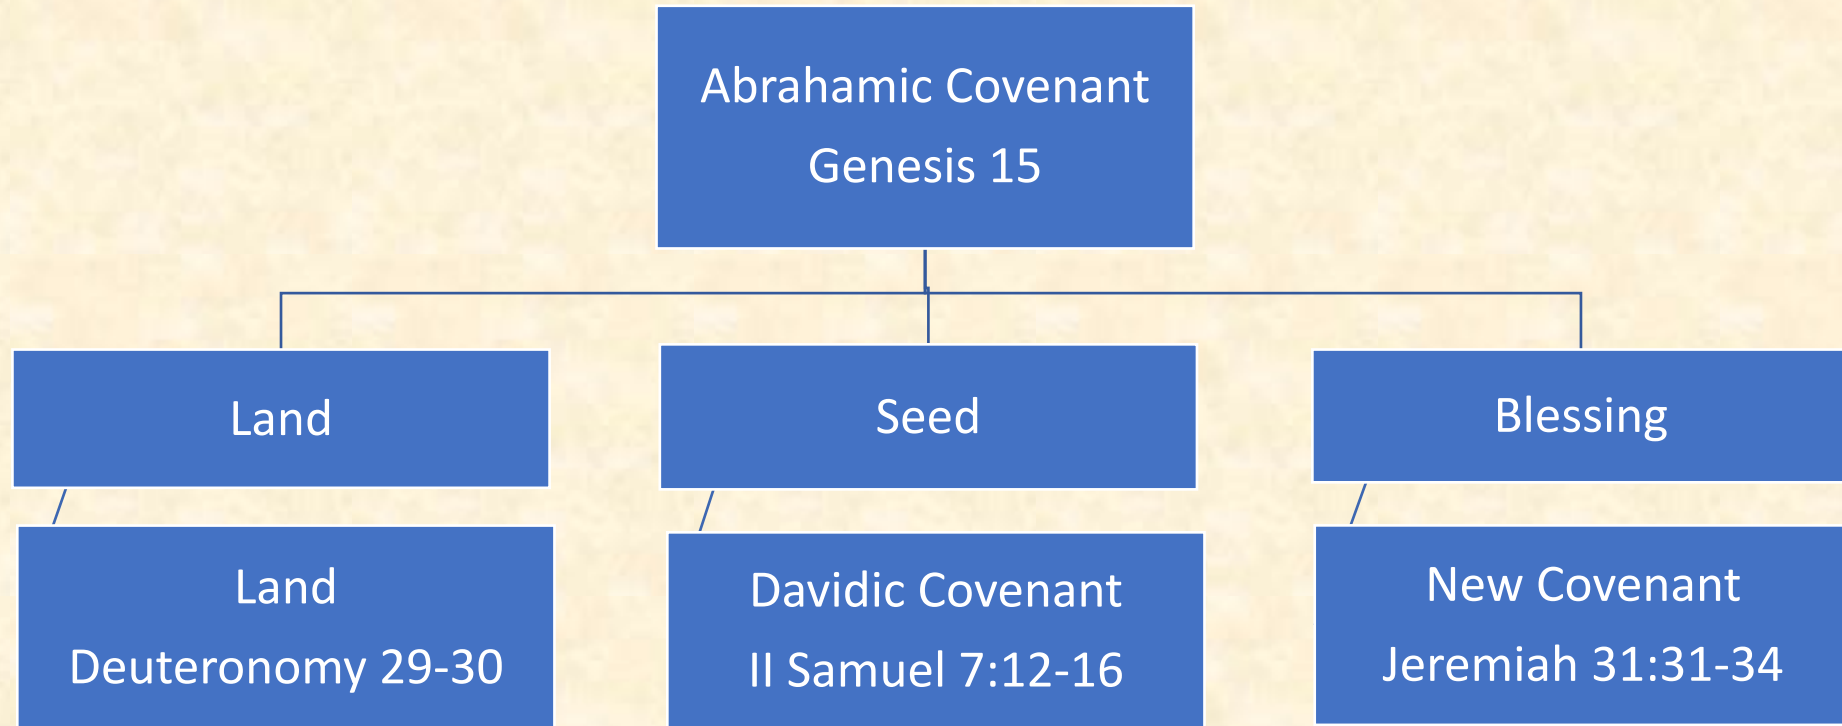 Abrahamic Covenant
Genesis 15
Land
Seed
Blessing
Land
Deuteronomy 29-30
Davidic Covenant
II Samuel 7:12-16
New Covenant
Jeremiah 31:31-34